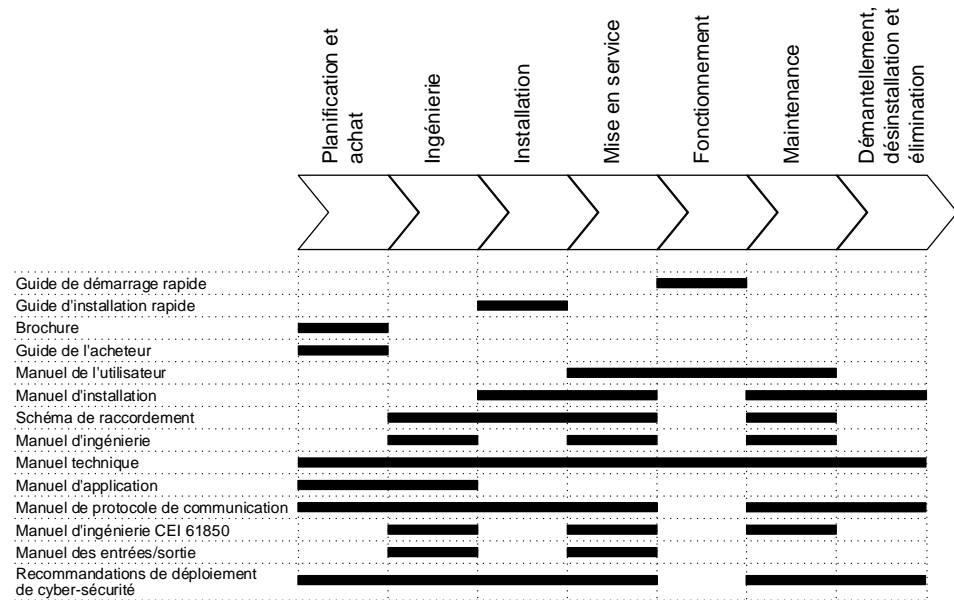 Planification et
achat
Ingénierie
Installation
Mise en service
Fonctionnement
Maintenance
Démantellement,
désinstallation et
élimination
Guide de démarrage rapide
Guide d'installation rapide
Brochure
Guide de l'acheteur
Manuel de l'utilisateur
Manuel d'installation
Schéma de raccordement
Manuel d'ingénierie
Manuel technique
Manuel d'application
Manuel de protocole de communication
Manuel d'ingénierie CEI 61850
Manuel des entrées/sortie
Recommandations de déploiement
de cyber-sécurité